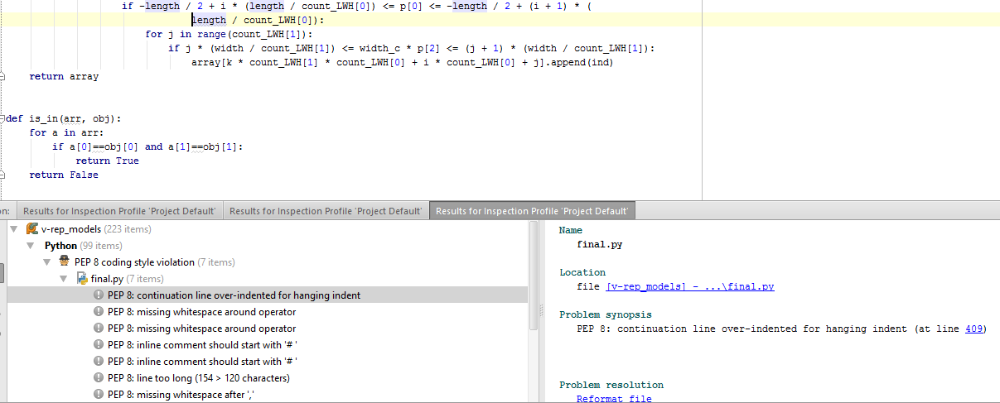 if -length / 2 + i * (length / count_LWH[0]) <= p[0] <= -length / 2 + (i + 1) * (
length / count_LWH[0]):
for j in range(count_LWH[1]):
if j * (width / count_LWH[1]) <= width_c * p[2] <= (j + 1) * (width / count_LWH[1]):
array[k * count_LWH[1] * count_LWH[0] + i * count_LWH[0] + j].append(ind)
return array
def is_in(arr, obj):
for a in arr:
if a[0]==obj[0] and a[1]==obj[1]:
return True
return False
n: Results for Inspection Profile 'Project Default' Results for Inspection Profile 'Project Default' Results for Inspection Profile 'Project Default'
v-rep_models (223 items)
Python (99 items)
PEP 8 coding style violation (7 items)
final.py (7 items)
PEP 8: continuation line over-indented for hanging indent
PEP 8: missing whitespace around operator
PEP 8: missing whitespace around operator
PEP 8: inline comment should start with '# '
PEP 8: inline comment should start with '# '
PEP 8: line too long (154 > 120 characters)
PEP 8: missing whitespace after ','
Name
final.py
Location
file [v-rep_models] - ...\final.py
Problem synopsis
PEP 8: continuation line over-indented for hanging indent (at line 409)
Problem resolution
Reformat file